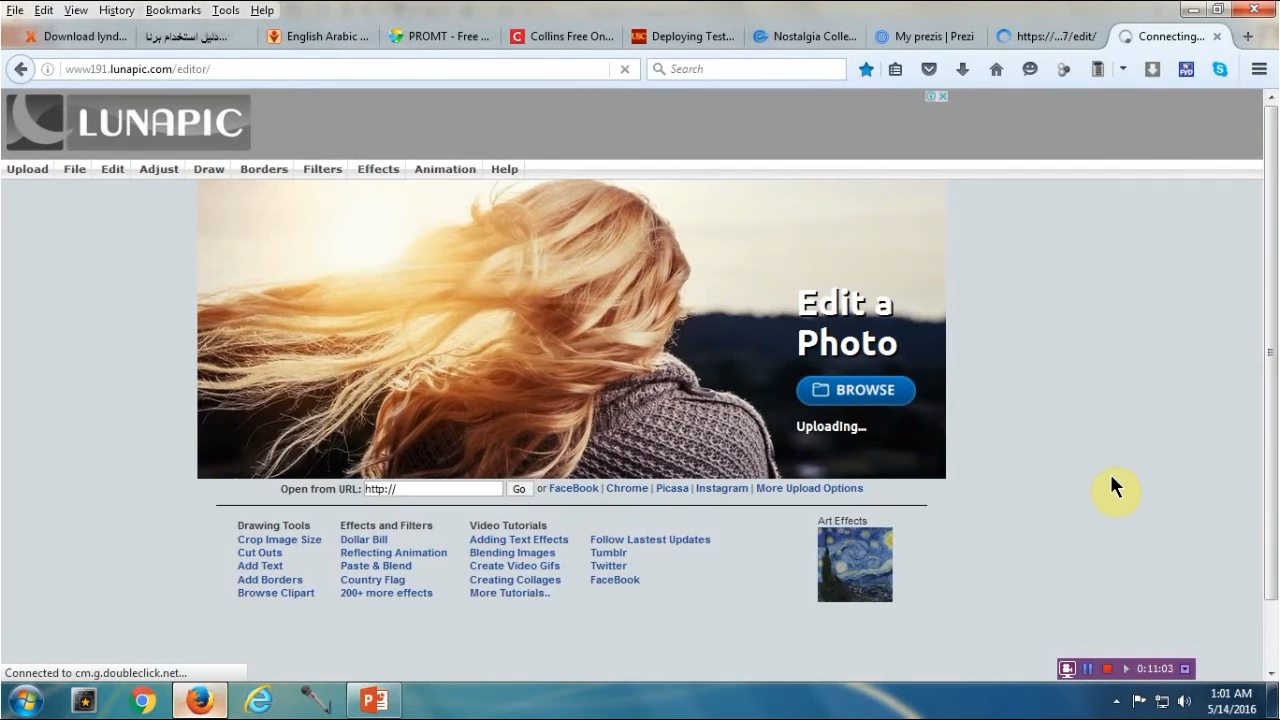 File Edit View History Bookmarks Tools Help
Download lynd...
دليل استخدام برنا...
English Arabic ...
PROMT - Free ...
Collins Free On...
USC Deploying Test...
Nostalgia Colle...
My prezis | Prezi
https://...7/edit/
Connecting...
www191.lunapic.com/editor/
Search
LUNAPIC
Upload File Edit Adjust Draw Borders Filters Effects Animation Help
Edit a
Photo
BROWSE
Uploading...
Open from URL: http:// Go or FaceBook | Chrome | Picasa | Instagram | More Upload Options
Drawing Tools
Crop Image Size
Cut Outs
Add Text
Add Borders
Browse Clipart
Effects and Filters
Dollar Bill
Reflecting Animation
Paste & Blend
Country Flag
200+ more effects
Video Tutorials
Adding Text Effects
Blending Images
Create Video Gifs
Creating Collages
More Tutorials..
Follow Lastest Updates
Tumblr
Twitter
FaceBook
Art Effects
Connected to cm.g.doubleclick.net...
0:11:03
1:01 AM
5/14/2016